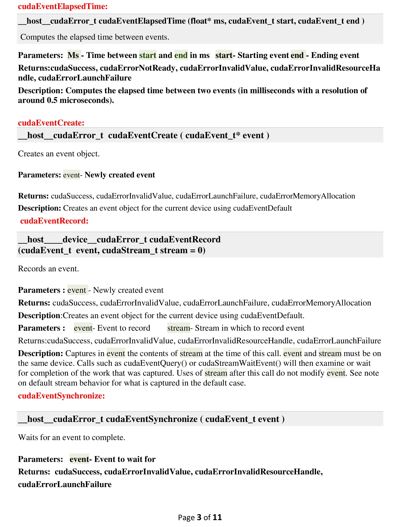 cudaEventElapsedTime:
__host__cudaError_t cudaEventElapsedTime (float* ms, cudaEvent_t start, cudaEvent_t end )
Computes the elapsed time between events.
Parameters: Ms - Time between start and end in ms start- Starting event end - Ending event
Returns:cudaSuccess, cudaErrorNotReady, cudaErrorInvalidValue, cudaErrorInvalidResourceHa
ndle, cudaErrorLaunchFailure
Description: Computes the elapsed time between two events (in milliseconds with a resolution of
around 0.5 microseconds).
cudaEventCreate:
__host__cudaError_t cudaEventCreate ( cudaEvent_t* event )
Creates an event object.
Parameters: event- Newly created event
Returns: cudaSuccess, cudaErrorInvalidValue, cudaErrorLaunchFailure, cudaErrorMemoryAllocation
Description: Creates an event object for the current device using cudaEventDefault
cudaEventRecord:
__host____device__cudaError_t cudaEventRecord
(cudaEvent_t event, cudaStream_t stream = 0)
Records an event.
Parameters : event - Newly created event
Returns: cudaSuccess, cudaErrorInvalidValue, cudaErrorLaunchFailure, cudaErrorMemoryAllocation
Description:Creates an event object for the current device using cudaEventDefault.
Parameters : event- Event to record stream- Stream in which to record event
Returns:cudaSuccess, cudaErrorInvalidValue, cudaErrorInvalidResourceHandle, cudaErrorLaunchFailure
Description: Captures in event the contents of stream at the time of this call. event and stream must be on
the same device. Calls such as cudaEventQuery() or cudaStreamWaitEvent() will then examine or wait
for completion of the work that was captured. Uses of stream after this call do not modify event. See note
on default stream behavior for what is captured in the default case.
cudaEventSynchronize:
__host__cudaError_t cudaEventSynchronize ( cudaEvent_t event )
Waits for an event to complete.
Parameters: event- Event to wait for
Returns: cudaSuccess, cudaErrorInvalidValue, cudaErrorInvalidResourceHandle,
cudaErrorLaunchFailure
Page 3 of 11